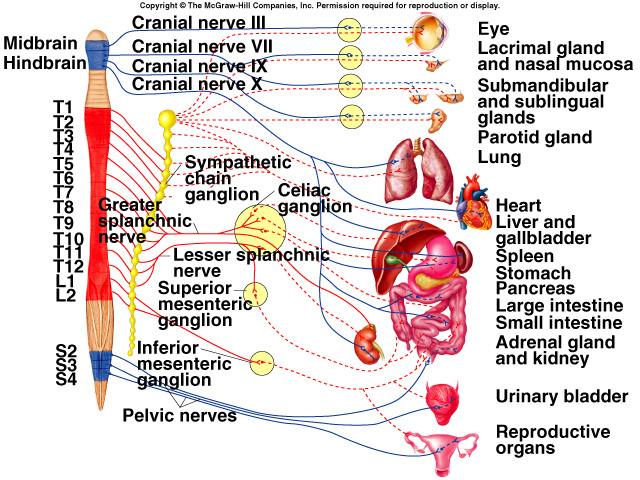 Copyright © The McGraw-Hill Companies, Inc. Permission required for reproduction or display.
Cranial nerve III
Midbrain
Hindbrain
Cranial nerve VII
Cranial nerve IX
Cranial nerve X
Eye
Lacrimal gland
and nasal mucosa
Submandibular
and sublingual
glands
Parotid gland
Lung
T1
T2
T3
T4
T5
T6
T7
T8
T9
T10
T11
T12
L1
L2
S2
S3
S4
Sympathetic
chain
ganglion
Celiac
ganglion
Greater
splanchnic
nerve
Lesser splanchnic
nerve
Superior
mesenteric
ganglion
Inferior
mesenteric
ganglion
Pelvic nerves
Heart
Liver and
gallbladder
Spleen
Stomach
Pancreas
Large intestine
Small intestine
Adrenal gland
and kidney
Urinary bladder
Reproductive
organs